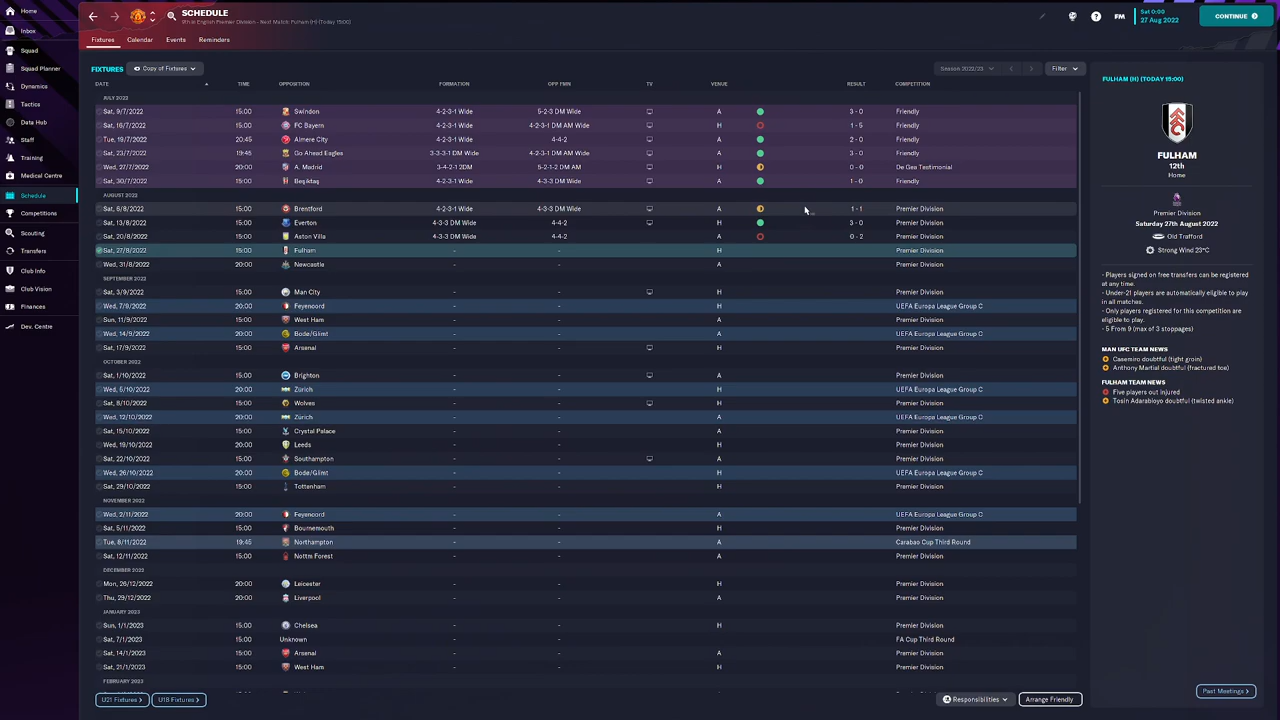 Home
Inbox
Squad
Squad Planner
Dynamics
Tactics
Data Hub
Staff
Training
Medical Centre
Schedule
Competitions
Scouting
Transfers
Club Info
Club Vision
Finances
Dev. Centre
SCHEDULE
9th in English Premier Division - Next Match: Fulham (H) (Today 15:00)
FM
Sat 0:00
27 Aug 2022
CONTINUE
Fixtures Calendar Events Reminders
FIXTURES Copy of Fixtures Season 2022/23 Filter
DATE TIME OPPOSITION FORMATION OPP FMN TV VENUE RESULT COMPETITION
JULY 2022
Sat, 9/7/2022 15:00 Swindon 4-2-3-1 Wide 5-2-3 DM Wide A 3 - 0 Friendly
Sat, 16/7/2022 15:00 FC Bayern 4-2-3-1 Wide 4-2-3-1 DM AM Wide H 1 - 5 Friendly
Tue, 19/7/2022 20:45 Almere City 4-2-3-1 Wide 4-4-2 A 2 - 0 Friendly
Sat, 23/7/2022 19:45 Go Ahead Eagles 3-3-3-1 DM Wide 4-2-3-1 DM AM Wide A 3 - 0 Friendly
Wed, 27/7/2022 20:00 A. Madrid 3-4-2-1 2DM 5-2-1-2 DM AM H 0 - 0 De Gea Testimonial
Sat, 30/7/2022 15:00 Beşiktaş 4-2-3-1 Wide 4-3-3 DM Wide A 1 - 0 Friendly
AUGUST 2022
Sat, 6/8/2022 15:00 Brentford 4-2-3-1 Wide 4-3-3 DM Wide A 1 - 1 Premier Division
Sat, 13/8/2022 15:00 Everton 4-3-3 DM Wide 4-4-2 H 5 - 0 Premier Division
Sat, 20/8/2022 15:00 Aston Villa 4-3-3 DM Wide 4-4-2 A 0 - 2 Premier Division
Sat, 27/8/2022 15:00 Fulham - - H Premier Division
Wed, 31/8/2022 20:00 Newcastle - - A Premier Division
SEPTEMBER 2022
Sat, 3/9/2022 15:00 Man City - - H Premier Division
Wed, 7/9/2022 20:00 Feyenoord - - H UEFA Europa League Group C
Sun, 11/9/2022 15:00 West Ham - - A Premier Division
Wed, 14/9/2022 20:00 Bodø/Glimt - - A UEFA Europa League Group C
Sat, 17/9/2022 15:00 Arsenal - - H Premier Division
OCTOBER 2022
Sat, 1/10/2022 15:00 Brighton - - A Premier Division
Wed, 5/10/2022 20:00 Zürich - - H UEFA Europa League Group C
Sat, 8/10/2022 15:00 Wolves - - H Premier Division
Wed, 12/10/2022 20:00 Zürich - - A UEFA Europa League Group C
Sat, 15/10/2022 15:00 Crystal Palace - - A Premier Division
Wed, 19/10/2022 20:00 Leeds - - H Premier Division
Sat, 22/10/2022 15:00 Southampton - - A Premier Division
Wed, 26/10/2022 20:00 Bodø/Glimt - - H UEFA Europa League Group C
Sat, 29/10/2022 15:00 Tottenham - - A Premier Division
NOVEMBER 2022
Wed, 2/11/2022 20:00 Feyenoord - - A UEFA Europa League Group C
Sat, 5/11/2022 15:00 Bournemouth - - H Premier Division
Tue, 8/11/2022 19:45 Northampton - - A Carabao Cup Third Round
Sat, 12/11/2022 15:00 Nottm Forest - - A Premier Division
DECEMBER 2022
Mon, 26/12/2022 20:00 Leicester - - H Premier Division
Thu, 29/12/2022 20:00 Liverpool - - A Premier Division
JANUARY 2023
Sun, 1/1/2023 15:00 Chelsea - - H Premier Division
Sat, 7/1/2023 15:00 Unknown - - FA Cup Third Round
Sat, 14/1/2023 15:00 Arsenal - - A Premier Division
Sat, 21/1/2023 15:00 West Ham - - H Premier Division
FEBRUARY 2023
U21 Fixtures U18 Fixtures Responsibilities Arrange Friendly
FULHAM (H) (TODAY 15:00)
FULHAM
12th
Home
Premier Division
Saturday 27th August 2022
Old Trafford
Strong Wind 23°C
- Players signed on free transfers can be registered
at any time.
- Under-21 players are automatically eligible to play
in all matches.
- Only players registered for this competition are
eligible to play.
- 5 From 9 (max of 3 stoppages)
MAN UFC TEAM NEWS
Casemiro doubtful (tight groin)
Anthony Martial doubtful (fractured toe)
FULHAM TEAM NEWS
Five players out injured
Tosin Adarabioyo doubtful (twisted ankle)
Past Meetings